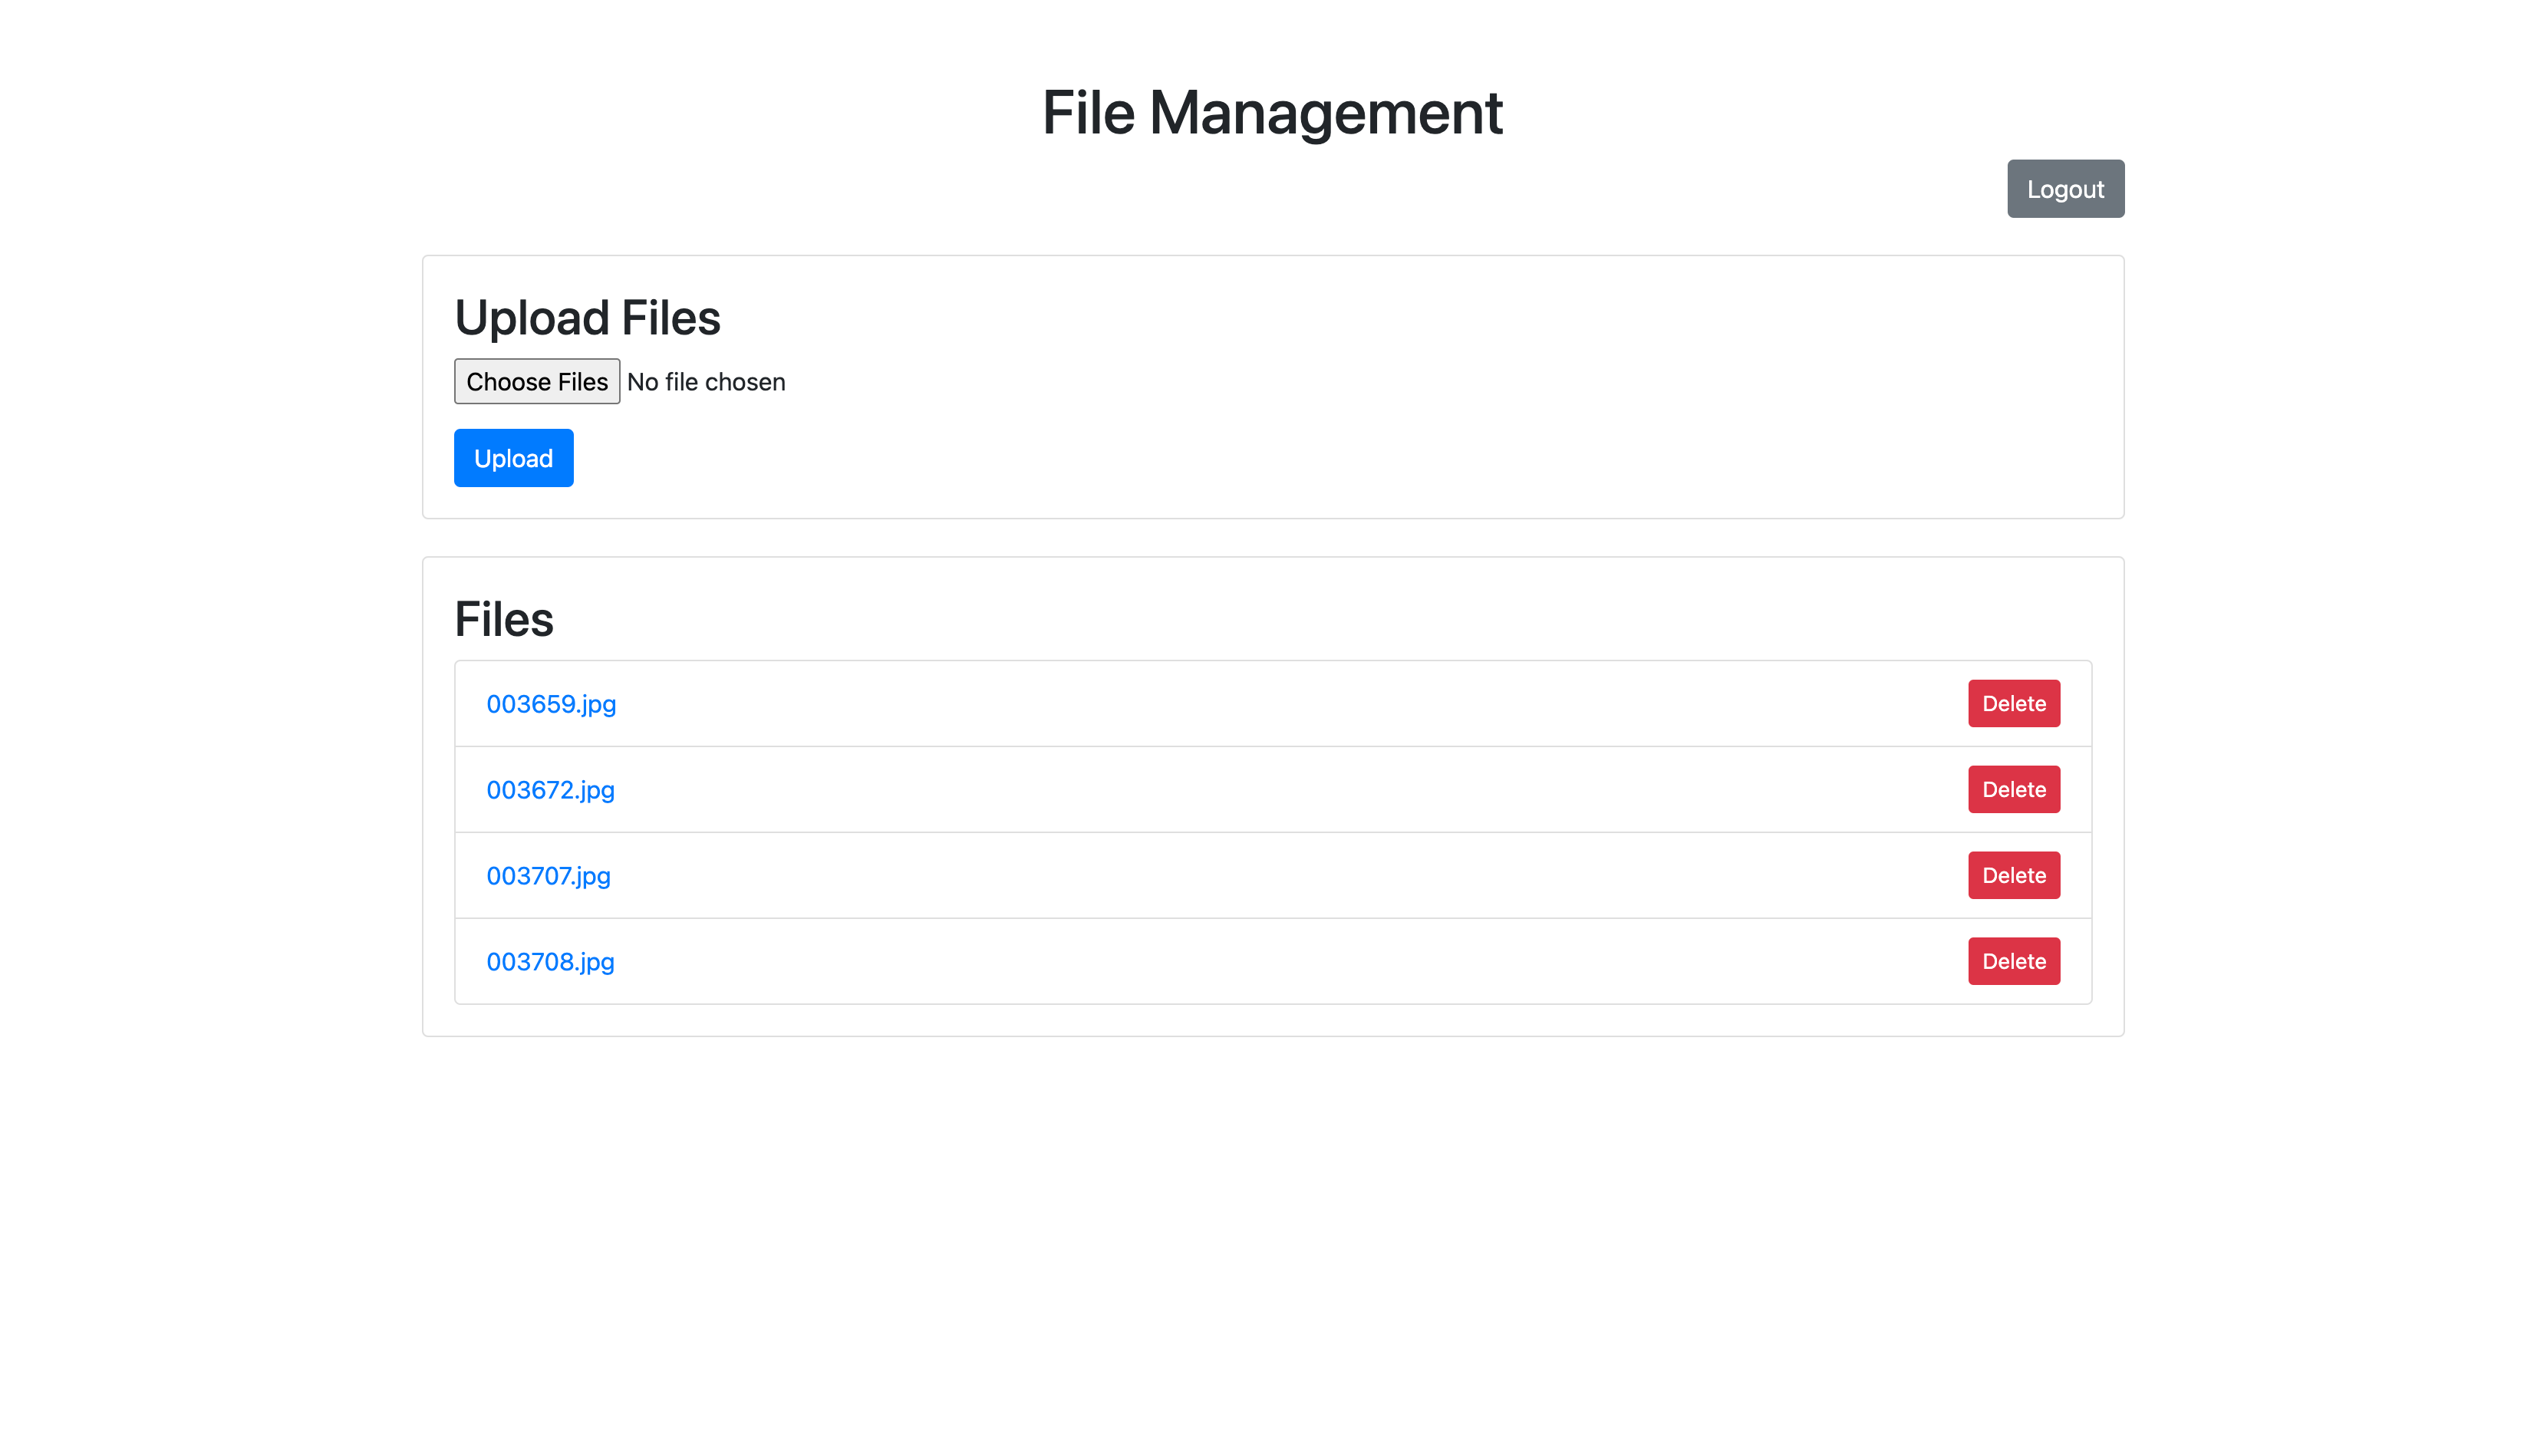 File Management
Logout
Upload Files
Choose Files No file chosen
Upload
Files
003659.jpg Delete
003672.jpg Delete
003707.jpg Delete
003708.jpg Delete